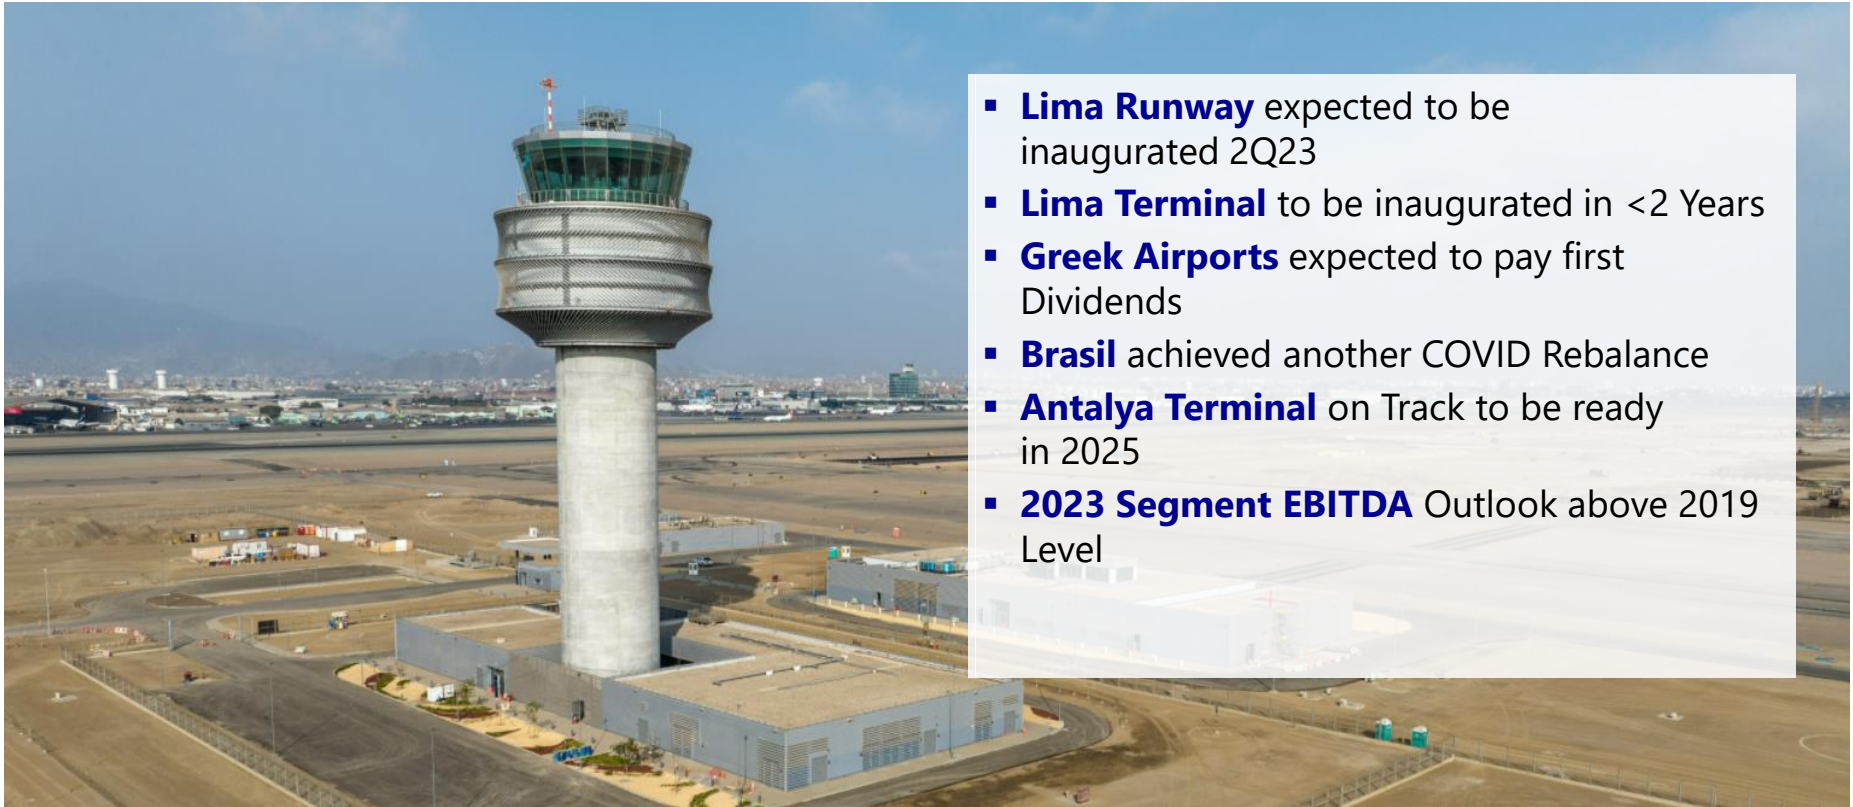 ▪ Lima Runway expected to be
inaugurated 2Q23
▪ Lima Terminal to be inaugurated in <2 Years
▪ Greek Airports expected to pay first
Dividends
▪ Brasil achieved another COVID Rebalance
▪ Antalya Terminal on Track to be ready
in 2025
▪ 2023 Segment EBITDA Outlook above 2019
Level